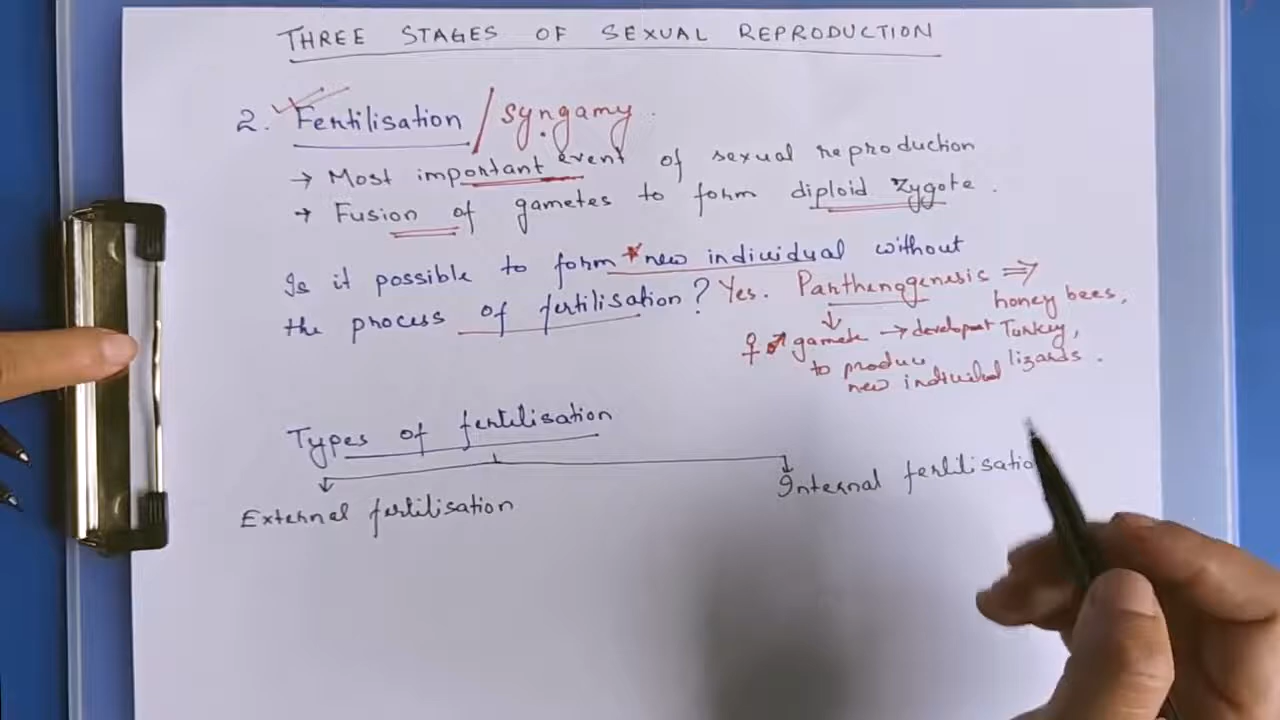 THREE STAGES OF SEXUAL REPRODUCTION
2. Fertilisation / syngamy.
→ Most important event of sexual reproduction
→ Fusion of gametes to form diploid zygote.
Is it possible to form *new individual without
the process of fertilisation? Yes. Parthenogenesis ⇒
honey bees,
♀ gamete → development Turkey,
to produce lizards.
new individual
Types of fertilisation
External fertilisation
Internal fertilisatio